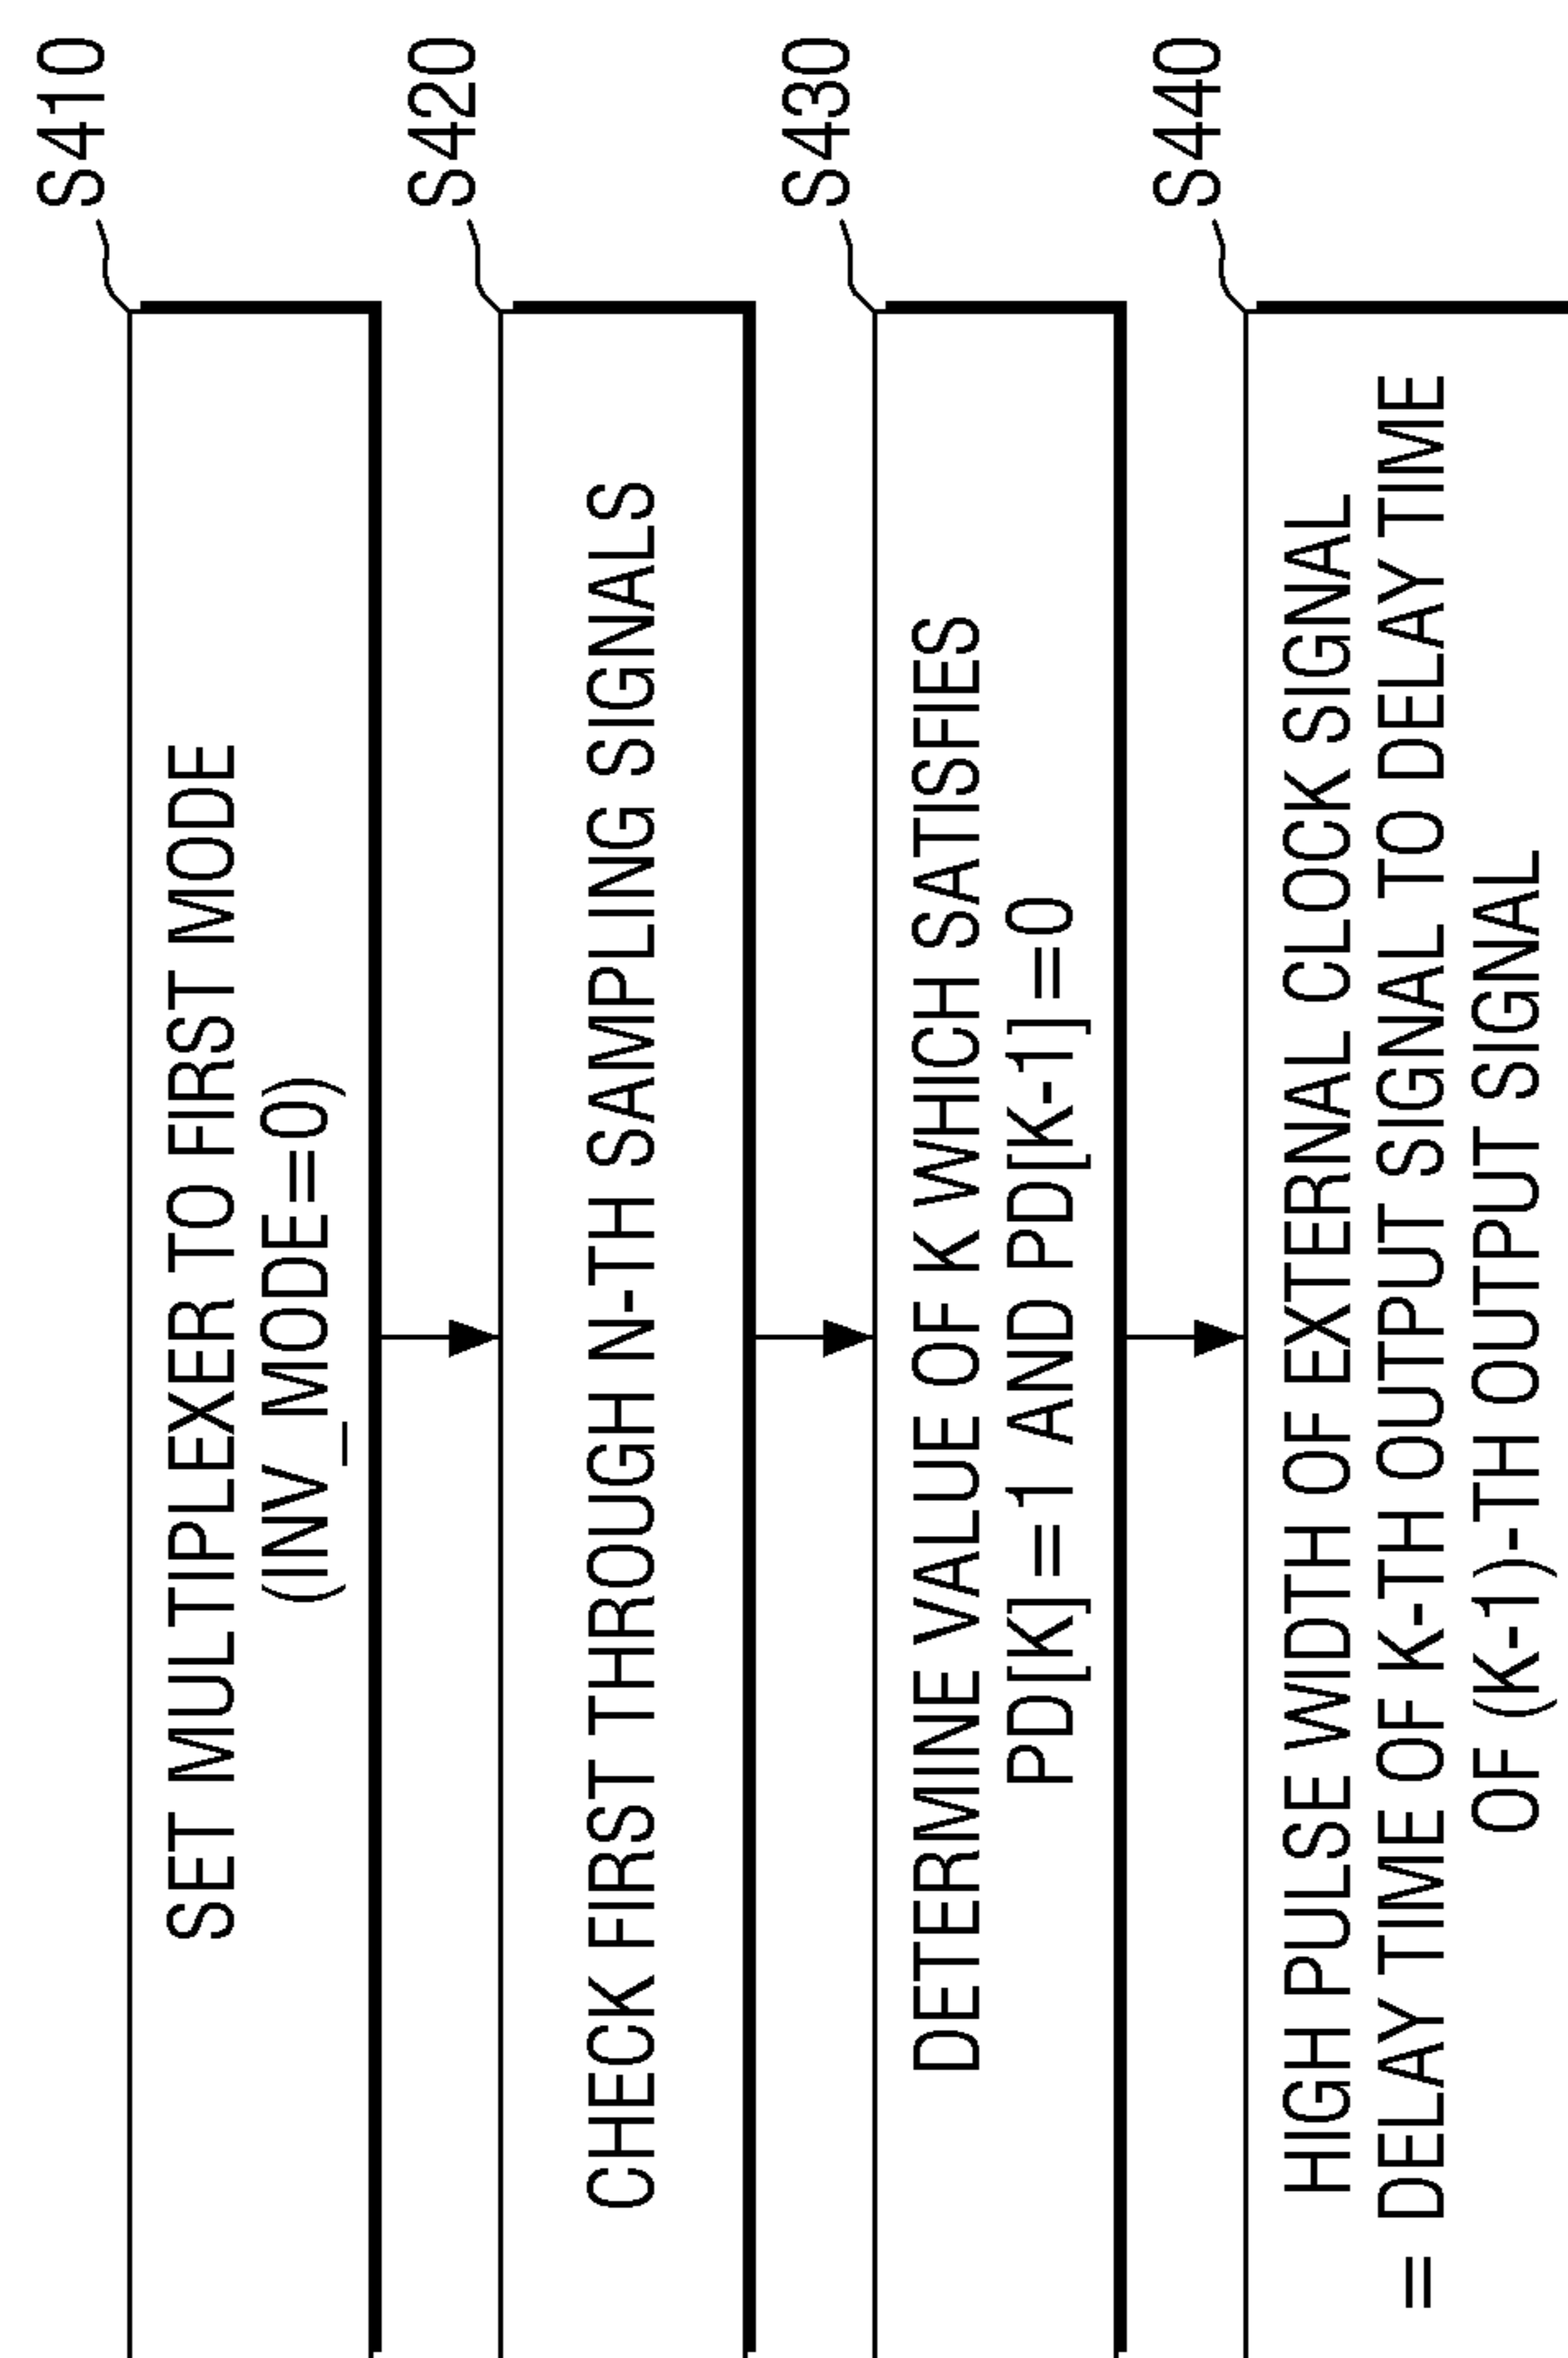 S410
SET MULTIPLEXER TO FIRST MODE
(INV_MODE=0)
S420
CHECK FIRST THROUGH N-TH SAMPLING SIGNALS
S430
DETERMINE VALUE OF K WHICH SATISFIES
PD[K]=1 AND PD[K-1]=0
S440
HIGH PULSE WIDTH OF EXTERNAL CLOCK SIGNAL
= DELAY TIME OF K-TH OUTPUT SIGNAL TO DELAY TIME
OF (K-1)-TH OUTPUT SIGNAL